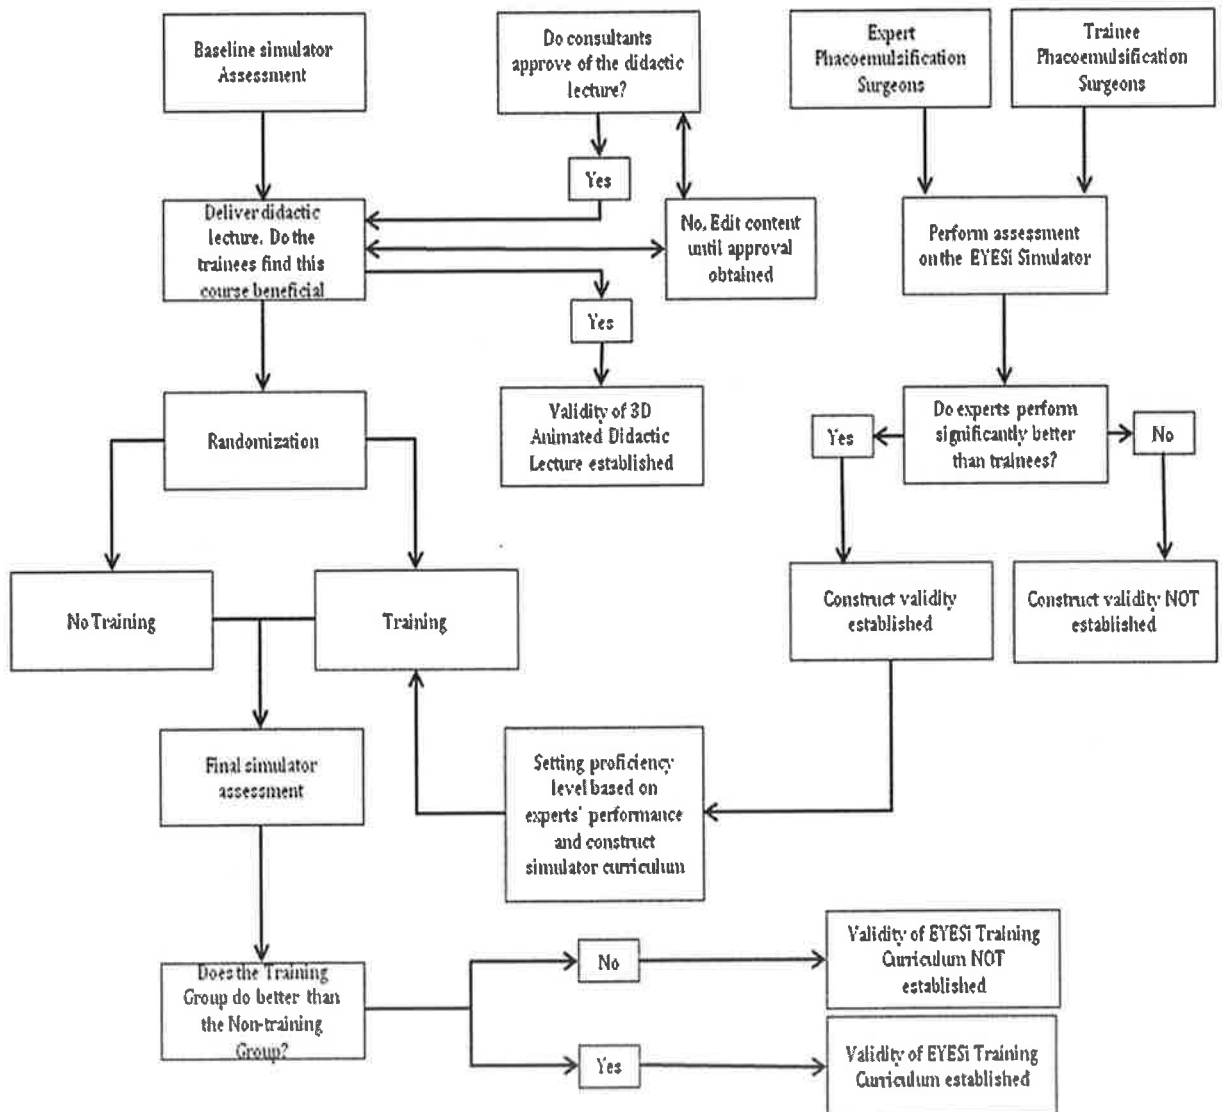 Baseline simulator
Assessment
Do consultants
approve of the didactic
lecture?
Expert
Phacoemulsification
Surgeons
Trainee
Phacoemulsification
Surgeons
Yes
Deliver didactic
lecture. Do the
trainees find this
course beneficial
No. Edit content
until approval
obtained
Perform assessment
on the EYESi Simulator
Yes
Randomization
Validity of 3D
Animated Didactic
Lecture established
Yes
Do experts perform
significantly better
than trainees?
No
No Training
Training
Construct validity
established
Construct validity NOT
established
Final simulator
assessment
Setting proficiency
level based on
experts' performance
and construct
simulator curriculum
Does the Training
Group do better than
the Non-training
Group?
No
Validity of EYESi Training
Curriculum NOT
established
Yes
Validity of EYESi Training
Curriculum established